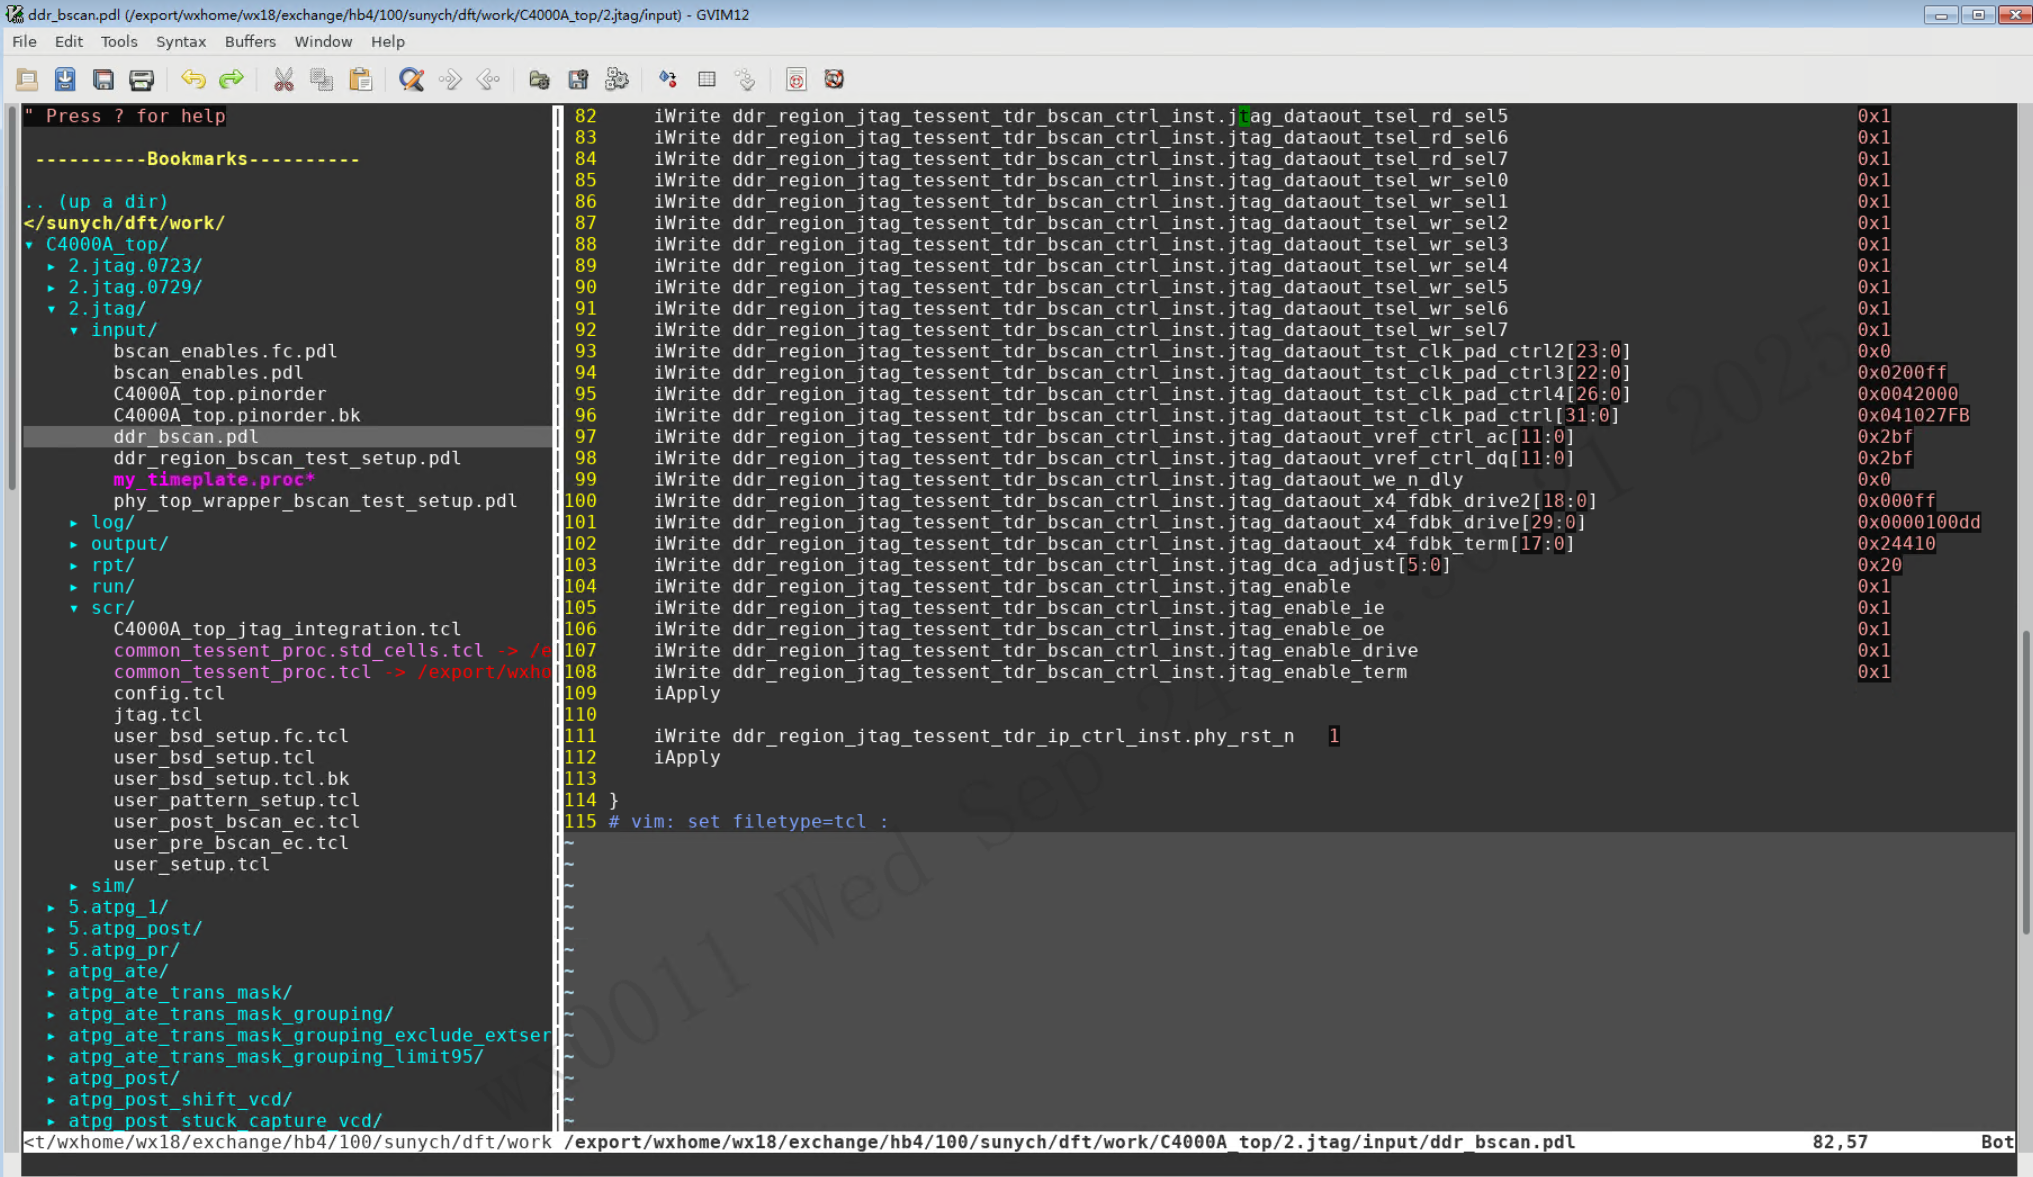 ddr_bscan.pdl (/export/wxhome/wx18/exchange/hb4/100/sunych/dft/work/C4000A_top/2.jtag/input) - GVIM12
File Edit Tools Syntax Buffers Window Help
" Press ? for help
----------Bookmarks----------
.. (up a dir)
</sunych/dft/work/
▾ C4000A_top/
▸ 2.jtag.0723/
▸ 2.jtag.0729/
▾ 2.jtag/
▾ input/
bscan_enables.fc.pdl
bscan_enables.pdl
C4000A_top.pinorder
C4000A_top.pinorder.bk
ddr_bscan.pdl
ddr_region_bscan_test_setup.pdl
my_timeplate.proc*
phy_top_wrapper_bscan_test_setup.pdl
▸ log/
▸ output/
▸ rpt/
▸ run/
▾ scr/
C4000A_top_jtag_integration.tcl
common_tessent_proc.std_cells.tcl -> /e
common_tessent_proc.tcl -> /export/wxho
config.tcl
jtag.tcl
user_bsd_setup.fc.tcl
user_bsd_setup.tcl
user_bsd_setup.tcl.bk
user_pattern_setup.tcl
user_post_bscan_ec.tcl
user_pre_bscan_ec.tcl
user_setup.tcl
▸ sim/
▸ 5.atpg_1/
▸ 5.atpg_post/
▸ 5.atpg_pr/
▸ atpg_ate/
▸ atpg_ate_trans_mask/
▸ atpg_ate_trans_mask_grouping/
▸ atpg_ate_trans_mask_grouping_exclude_extser
▸ atpg_ate_trans_mask_grouping_limit95/
▸ atpg_post/
▸ atpg_post_shift_vcd/
▸ atpg_post_stuck_capture_vcd/
<t/wxhome/wx18/exchange/hb4/100/sunych/dft/work
82 iWrite ddr_region_jtag_tessent_tdr_bscan_ctrl_inst.jtag_dataout_tsel_rd_sel5 0x1
83 iWrite ddr_region_jtag_tessent_tdr_bscan_ctrl_inst.jtag_dataout_tsel_rd_sel6 0x1
84 iWrite ddr_region_jtag_tessent_tdr_bscan_ctrl_inst.jtag_dataout_tsel_rd_sel7 0x1
85 iWrite ddr_region_jtag_tessent_tdr_bscan_ctrl_inst.jtag_dataout_tsel_wr_sel0 0x1
86 iWrite ddr_region_jtag_tessent_tdr_bscan_ctrl_inst.jtag_dataout_tsel_wr_sel1 0x1
87 iWrite ddr_region_jtag_tessent_tdr_bscan_ctrl_inst.jtag_dataout_tsel_wr_sel2 0x1
88 iWrite ddr_region_jtag_tessent_tdr_bscan_ctrl_inst.jtag_dataout_tsel_wr_sel3 0x1
89 iWrite ddr_region_jtag_tessent_tdr_bscan_ctrl_inst.jtag_dataout_tsel_wr_sel4 0x1
90 iWrite ddr_region_jtag_tessent_tdr_bscan_ctrl_inst.jtag_dataout_tsel_wr_sel5 0x1
91 iWrite ddr_region_jtag_tessent_tdr_bscan_ctrl_inst.jtag_dataout_tsel_wr_sel6 0x1
92 iWrite ddr_region_jtag_tessent_tdr_bscan_ctrl_inst.jtag_dataout_tsel_wr_sel7 0x1
93 iWrite ddr_region_jtag_tessent_tdr_bscan_ctrl_inst.jtag_dataout_tst_clk_pad_ctrl2[23:0] 0x0
94 iWrite ddr_region_jtag_tessent_tdr_bscan_ctrl_inst.jtag_dataout_tst_clk_pad_ctrl3[22:0] 0x0200ff
95 iWrite ddr_region_jtag_tessent_tdr_bscan_ctrl_inst.jtag_dataout_tst_clk_pad_ctrl4[26:0] 0x0042000
96 iWrite ddr_region_jtag_tessent_tdr_bscan_ctrl_inst.jtag_dataout_tst_clk_pad_ctrl[31:0] 0x041027FB
97 iWrite ddr_region_jtag_tessent_tdr_bscan_ctrl_inst.jtag_dataout_vref_ctrl_ac[11:0] 0x2bf
98 iWrite ddr_region_jtag_tessent_tdr_bscan_ctrl_inst.jtag_dataout_vref_ctrl_dq[11:0] 0x2bf
99 iWrite ddr_region_jtag_tessent_tdr_bscan_ctrl_inst.jtag_dataout_we_n_dly 0x0
100 iWrite ddr_region_jtag_tessent_tdr_bscan_ctrl_inst.jtag_dataout_x4_fdbk_drive2[18:0] 0x000ff
101 iWrite ddr_region_jtag_tessent_tdr_bscan_ctrl_inst.jtag_dataout_x4_fdbk_drive[29:0] 0x0000100dd
102 iWrite ddr_region_jtag_tessent_tdr_bscan_ctrl_inst.jtag_dataout_x4_fdbk_term[17:0] 0x24410
103 iWrite ddr_region_jtag_tessent_tdr_bscan_ctrl_inst.jtag_dca_adjust[5:0] 0x20
104 iWrite ddr_region_jtag_tessent_tdr_bscan_ctrl_inst.jtag_enable 0x1
105 iWrite ddr_region_jtag_tessent_tdr_bscan_ctrl_inst.jtag_enable_ie 0x1
106 iWrite ddr_region_jtag_tessent_tdr_bscan_ctrl_inst.jtag_enable_oe 0x1
107 iWrite ddr_region_jtag_tessent_tdr_bscan_ctrl_inst.jtag_enable_drive 0x1
108 iWrite ddr_region_jtag_tessent_tdr_bscan_ctrl_inst.jtag_enable_term 0x1
109 iApply
110
111 iWrite ddr_region_jtag_tessent_tdr_ip_ctrl_inst.phy_rst_n 1
112 iApply
113
114 }
115 # vim: set filetype=tcl :
/export/wxhome/wx18/exchange/hb4/100/sunych/dft/work/C4000A_top/2.jtag/input/ddr_bscan.pdl 82,57 Bot
wx0011 Wed Sep 24 2025